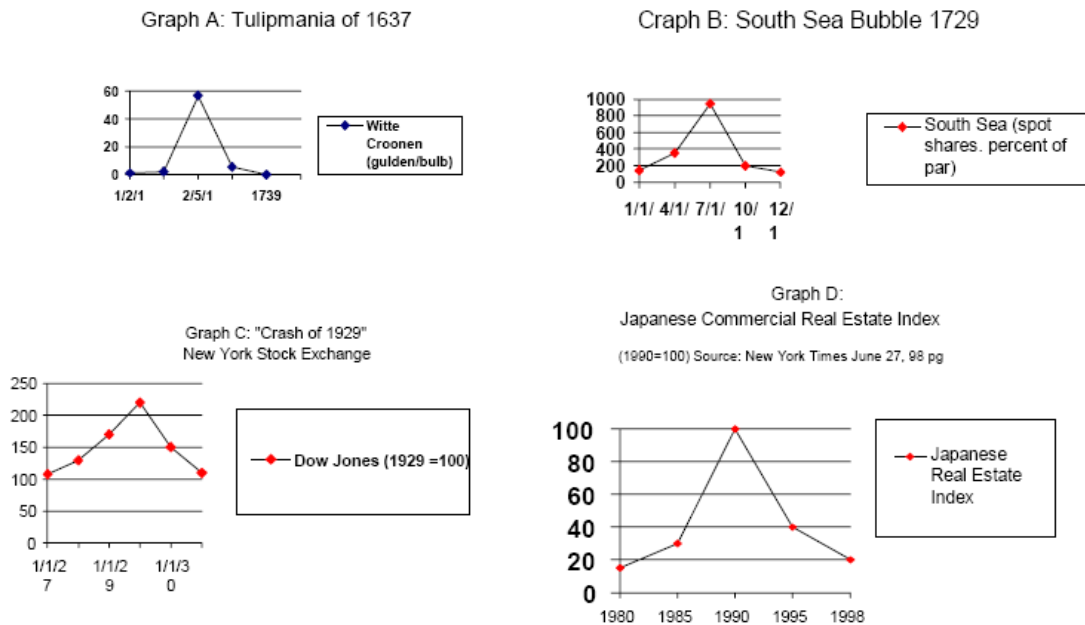 Graph A: Tulipmania of 1637
60
40
20
0
1/2/1
2/5/1
1739
Witte
Croonen
(gulden/bulb)
Craph B: South Sea Bubble 1729
1000
800
600
400
200
0
1/1/
4/1/
7/1/
10/
1
12/
1
South Sea (spot
shares. percent of
par)
Graph C: "Crash of 1929"
New York Stock Exchange
250
200
150
100
50
0
1/1/2
7
1/1/2
9
1/1/3
0
Dow Jones (1929 =100)
Graph D:
Japanese Commercial Real Estate Index
(1990=100) Source: New York Times June 27, 98 pg
100
80
60
40
20
0
1980
1985
1990
1995
1998
Japanese
Real Estate
Index